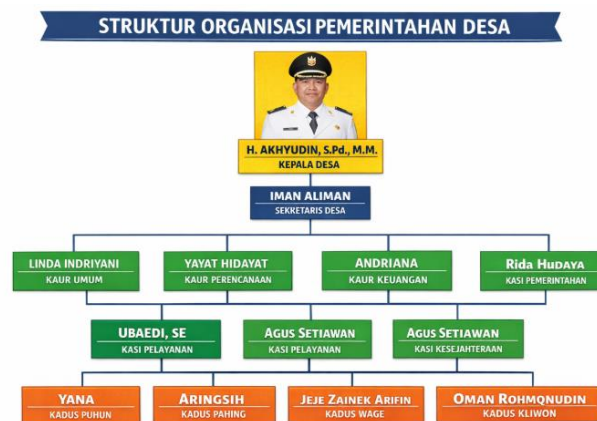 STRUKTUR ORGANISASI PEMERINTAHAN DESA
H. AKHYUDIN, S.Pd., M.M.
KEPALA DESA
IMAN ALIMAN
SEKRETARIS DESA
LINDA INDRIYANI
KAUR UMUM
YAYAT HIDAYAT
KAUR PERENCANAAN
ANDRIANA
KAUR KEUANGAN
RIDA HUDAYA
KASI PEMERINTAHAN
UBAEDI, SE
KASI PELAYANAN
AGUS SETIAWAN
KASI PELAYANAN
AGUS SETIAWAN
KASI KESEJAHTERAAN
YANA
KADUS PUHUN
ARINGSIH
KADUS PAHING
JEJE ZAINEK ARIFIN
KADUS WAGE
OMAN ROHMQNUDIN
KADUS KLIWON